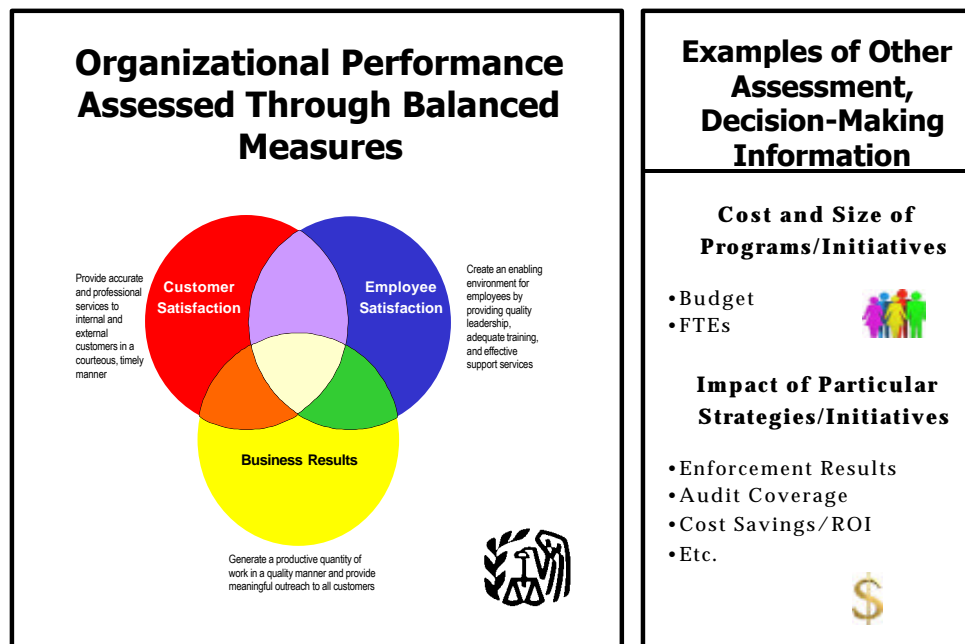 Organizational Performance
Assessed Through Balanced
Measures
Provide accurate
and professional
services to
internal and
external
customers in a
courteous, timely
manner
Customer
Satisfaction
Employee
Satisfaction
Create an enabling
environment for
employees by
providing quality
leadership,
adequate training,
and effective
support services
Business Results
Generate a productive quantity of
work in a quality manner and provide
meaningful outreach to all customers
Examples of Other
Assessment,
Decision-Making
Information
Cost and Size of
Programs/Initiatives
•Budget
•FTEs
Impact of Particular
Strategies/Initiatives
•Enforcement Results
•Audit Coverage
•Cost Savings/ROI
•Etc.
$